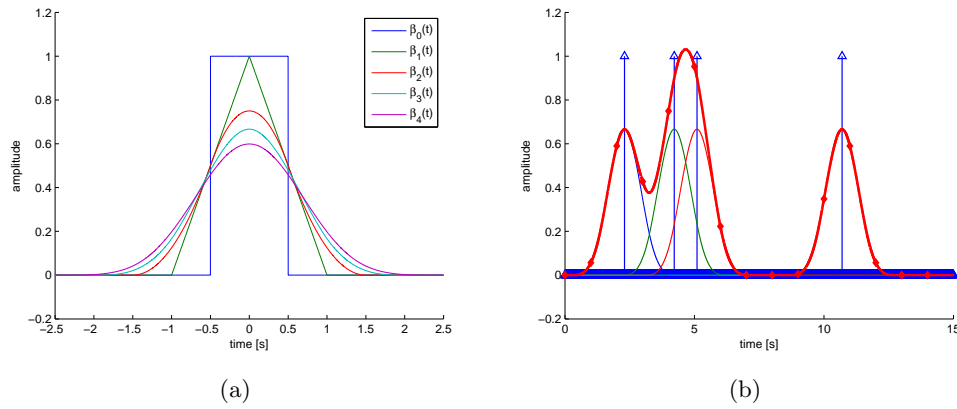 1.2
1
0.8
0.6
0.4
0.2
0
−0.2
−2.5 −2 −1.5 −1 −0.5 0 0.5 1 1.5 2 2.5
time [s]
amplitude
β0(t)
β1(t)
β2(t)
β3(t)
β4(t)
(a)
1.2
1
0.8
0.6
0.4
0.2
0
−0.2
0 5 10 15
time [s]
amplitude
(b)